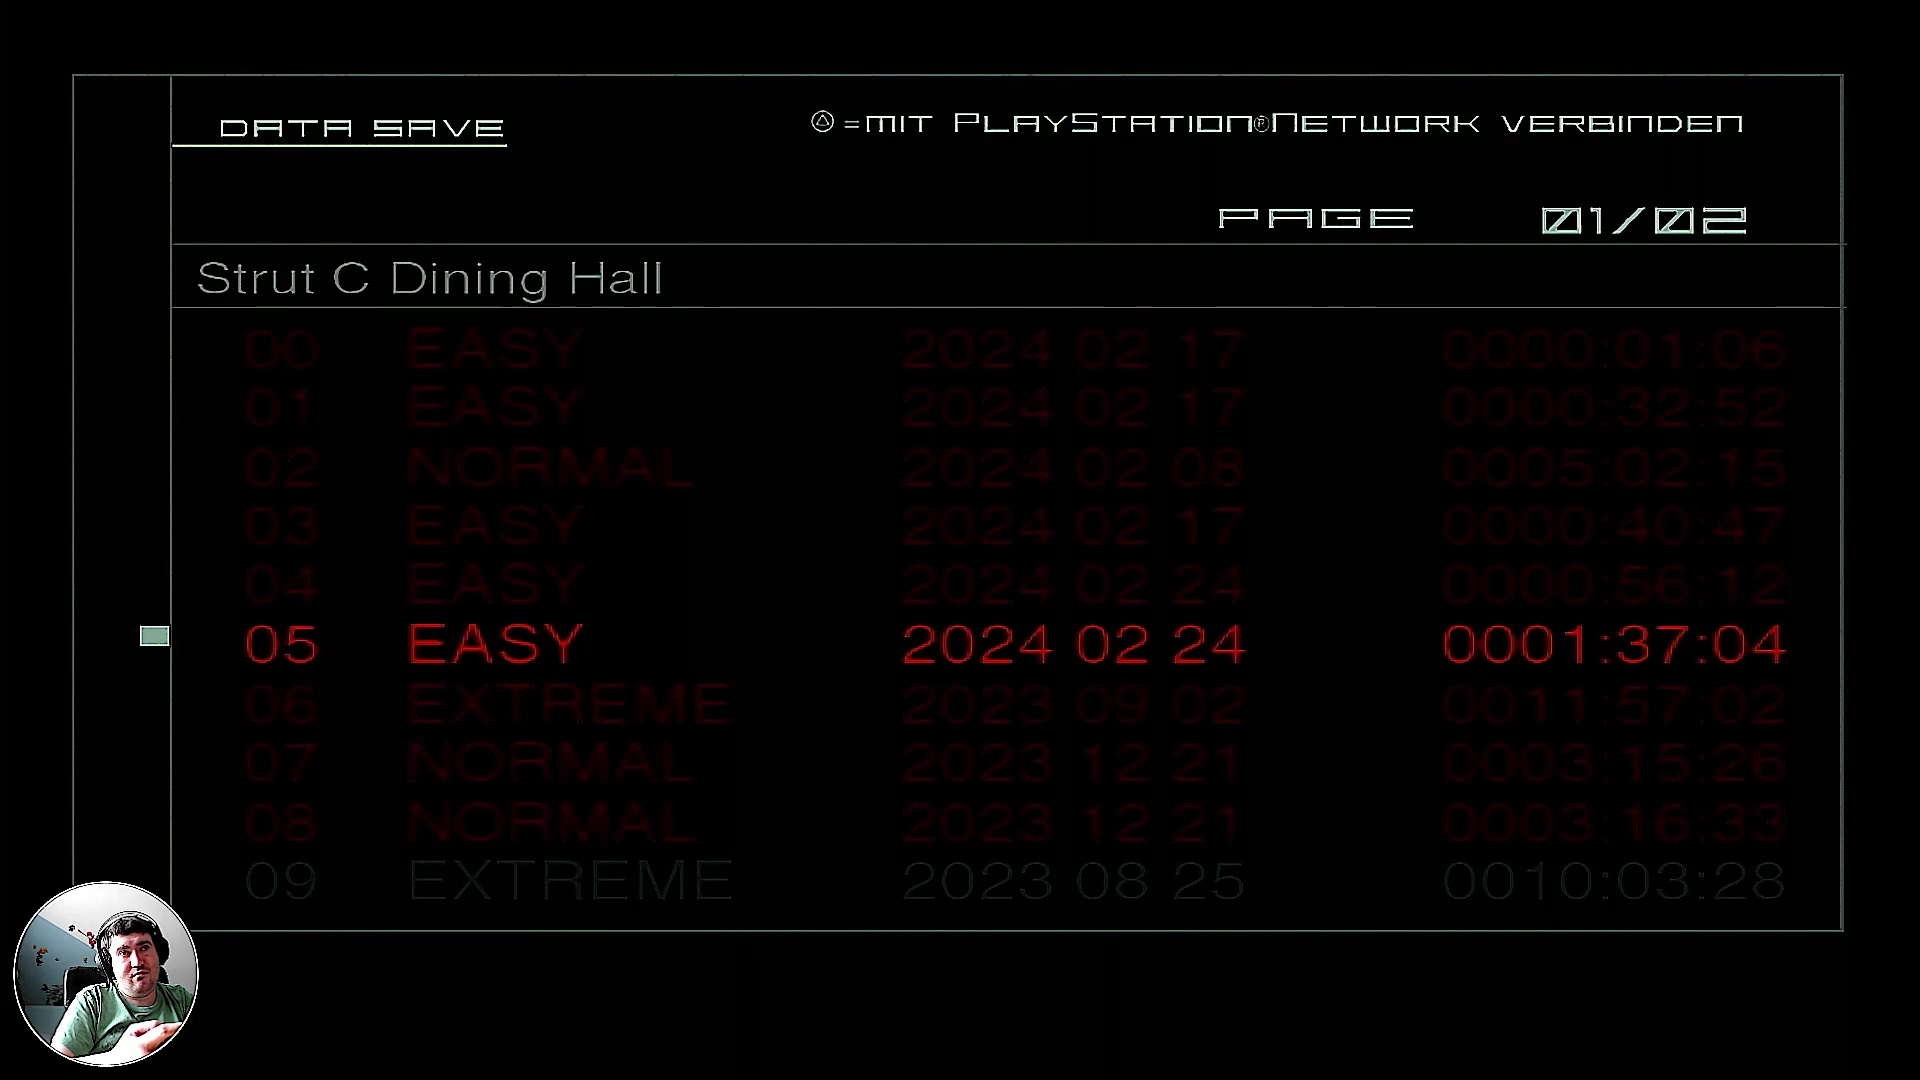 DATA SAVE
△=MIT PLAYSTATION®NETWORK VERBINDEN
PAGE 01/02
Strut C Dining Hall
00 EASY 2024 02 17 0000:01:06
01 EASY 2024 02 17 0000:32:52
02 NORMAL 2024 02 08 0005:02:15
03 EASY 2024 02 17 0000:40:47
04 EASY 2024 02 24 0000:56:12
05 EASY 2024 02 24 0001:37:04
06 EXTREME 2023 09 02 0011:57:02
07 NORMAL 2023 12 21 0003:15:26
08 NORMAL 2023 12 21 0003:16:33
09 EXTREME 2023 08 25 0010:03:28